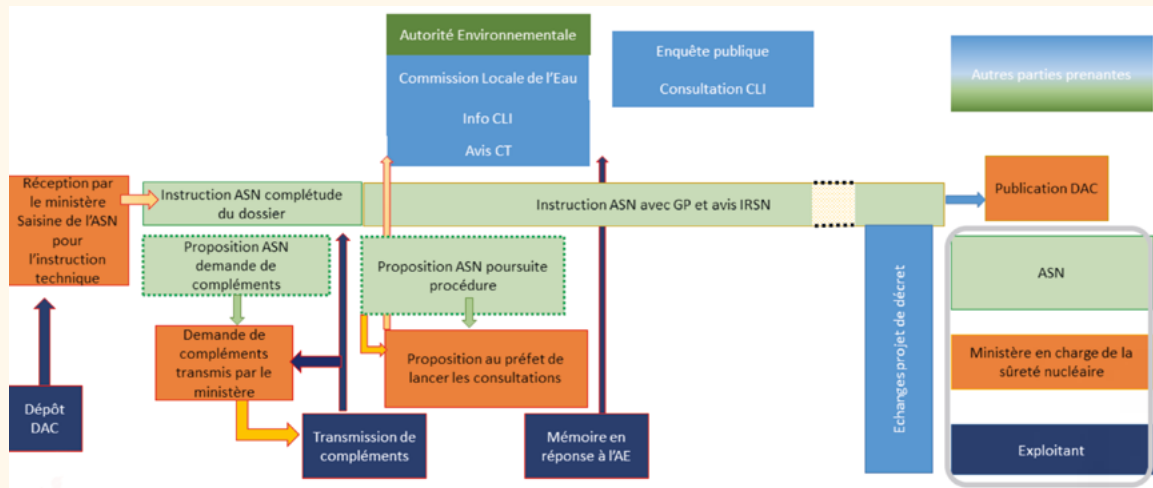 Autorité Environnementale
Commission Locale de l'Eau
Info CLI
Avis CT
Enquête publique
Consultation CLI
Autres parties prenantes
Réception par
le ministère
Saisine de l'ASN
pour
l'instruction
technique
Instruction ASN complétude
du dossier
Instruction ASN avec GP et avis IRSN
Publication DAC
Proposition ASN
demande de
compléments
Proposition ASN poursuite
procédure
ASN
Demande de
compléments
transmis par le
ministère
Proposition au préfet de
lancer les consultations
Echanges projet de décret
Ministère en charge de la
sûreté nucléaire
Dépôt
DAC
Transmission de
compléments
Mémoire en
réponse à l'AE
Exploitant